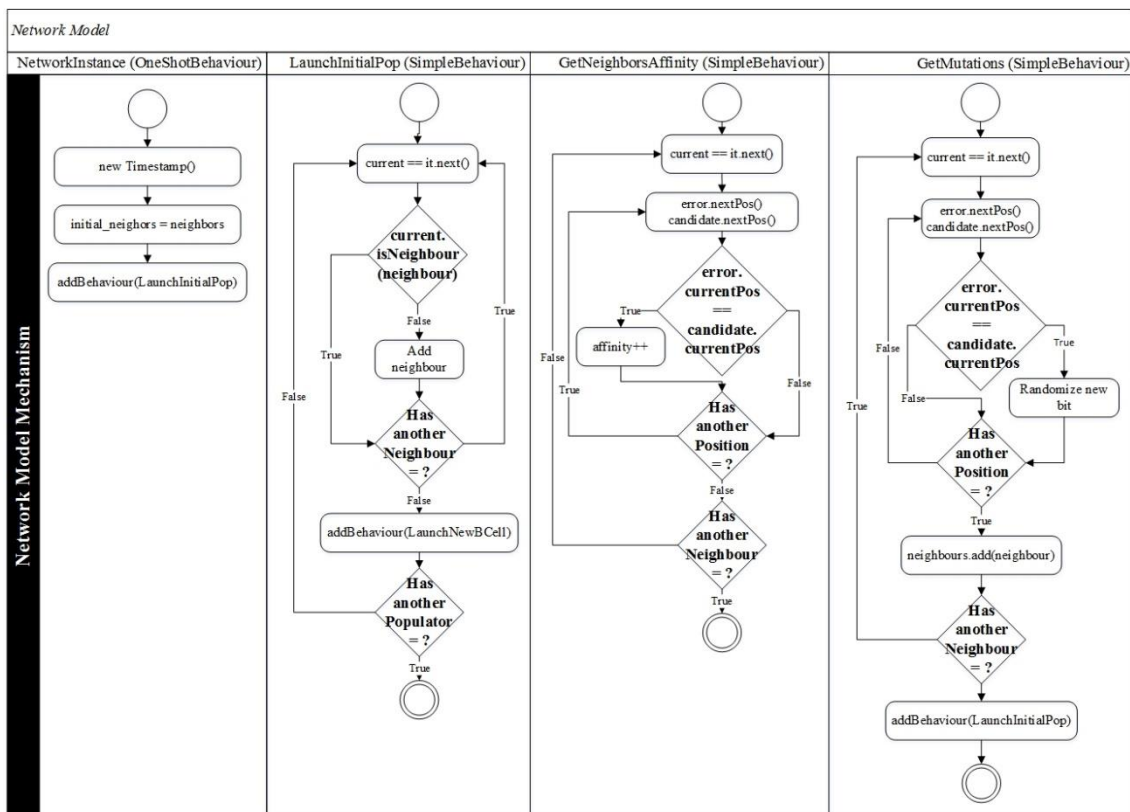 Network Model
Network Model Mechanism
NetworkInstance (OneShotBehaviour)
new Timestamp()
initial_neighors = neighbors
addBehaviour(LaunchInitialPop)
LaunchInitialPop (SimpleBehaviour)
current == it.next()
current.
isNeighbour
(neighbour)
False
True
True
Add
neighbour
False
Has
another
Neighbour
= ?
False
addBehaviour(LaunchNewBCell)
Has
another
Populator
= ?
True
GetNeighborsAffinity (SimpleBehaviour)
current == it.next()
error.nextPos()
candidate.nextPos()
error.
currentPos
==
candidate.
currentPos
True
affinity++
False
True
False
Has
another
Position
= ?
False
Has
another
Neighbour
= ?
True
GetMutations (SimpleBehaviour)
current == it.next()
error.nextPos()
candidate.nextPos()
error.
currentPos
==
candidate.
currentPos
True
False
True
False
Randomize new
bit
Has
another
Position
= ?
True
neighbours.add(neighbour)
Has
another
Neighbour
= ?
addBehaviour(LaunchInitialPop)